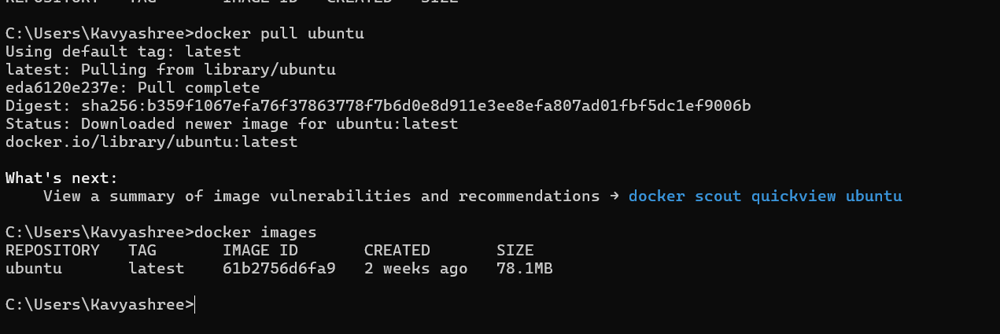 REPOSITORY   TAG       IMAGE ID   CREATED   SIZE
C:\Users\Kavyashree>docker pull ubuntu
Using default tag: latest
latest: Pulling from library/ubuntu
eda6120e237e: Pull complete
Digest: sha256:b359f1067efa76f37863778f7b6d0e8d911e3ee8efa807ad01fbf5dc1ef9006b
Status: Downloaded newer image for ubuntu:latest
docker.io/library/ubuntu:latest
What's next:
    View a summary of image vulnerabilities and recommendations → docker scout quickview ubuntu
C:\Users\Kavyashree>docker images
REPOSITORY   TAG       IMAGE ID       CREATED       SIZE
ubuntu       latest    61b2756d6fa9   2 weeks ago   78.1MB
C:\Users\Kavyashree>